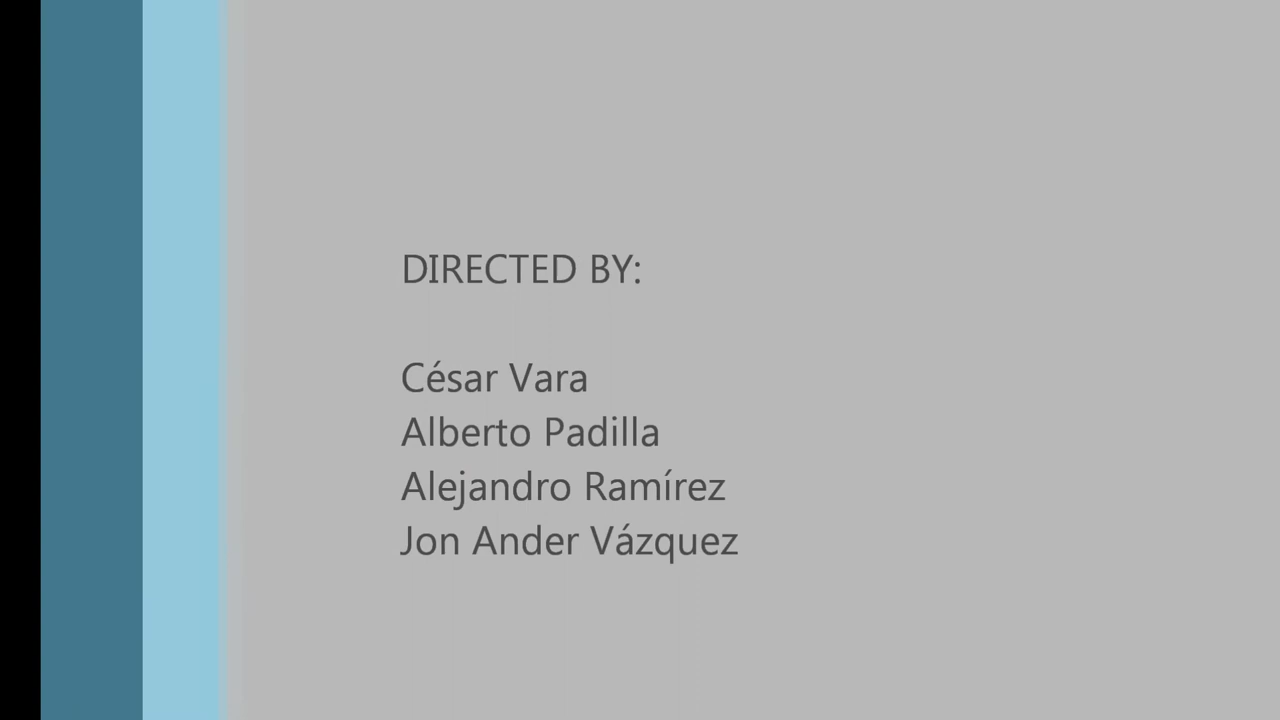 DIRECTED BY:
César Vara
Alberto Padilla
Alejandro Ramírez
Jon Ander Vázquez